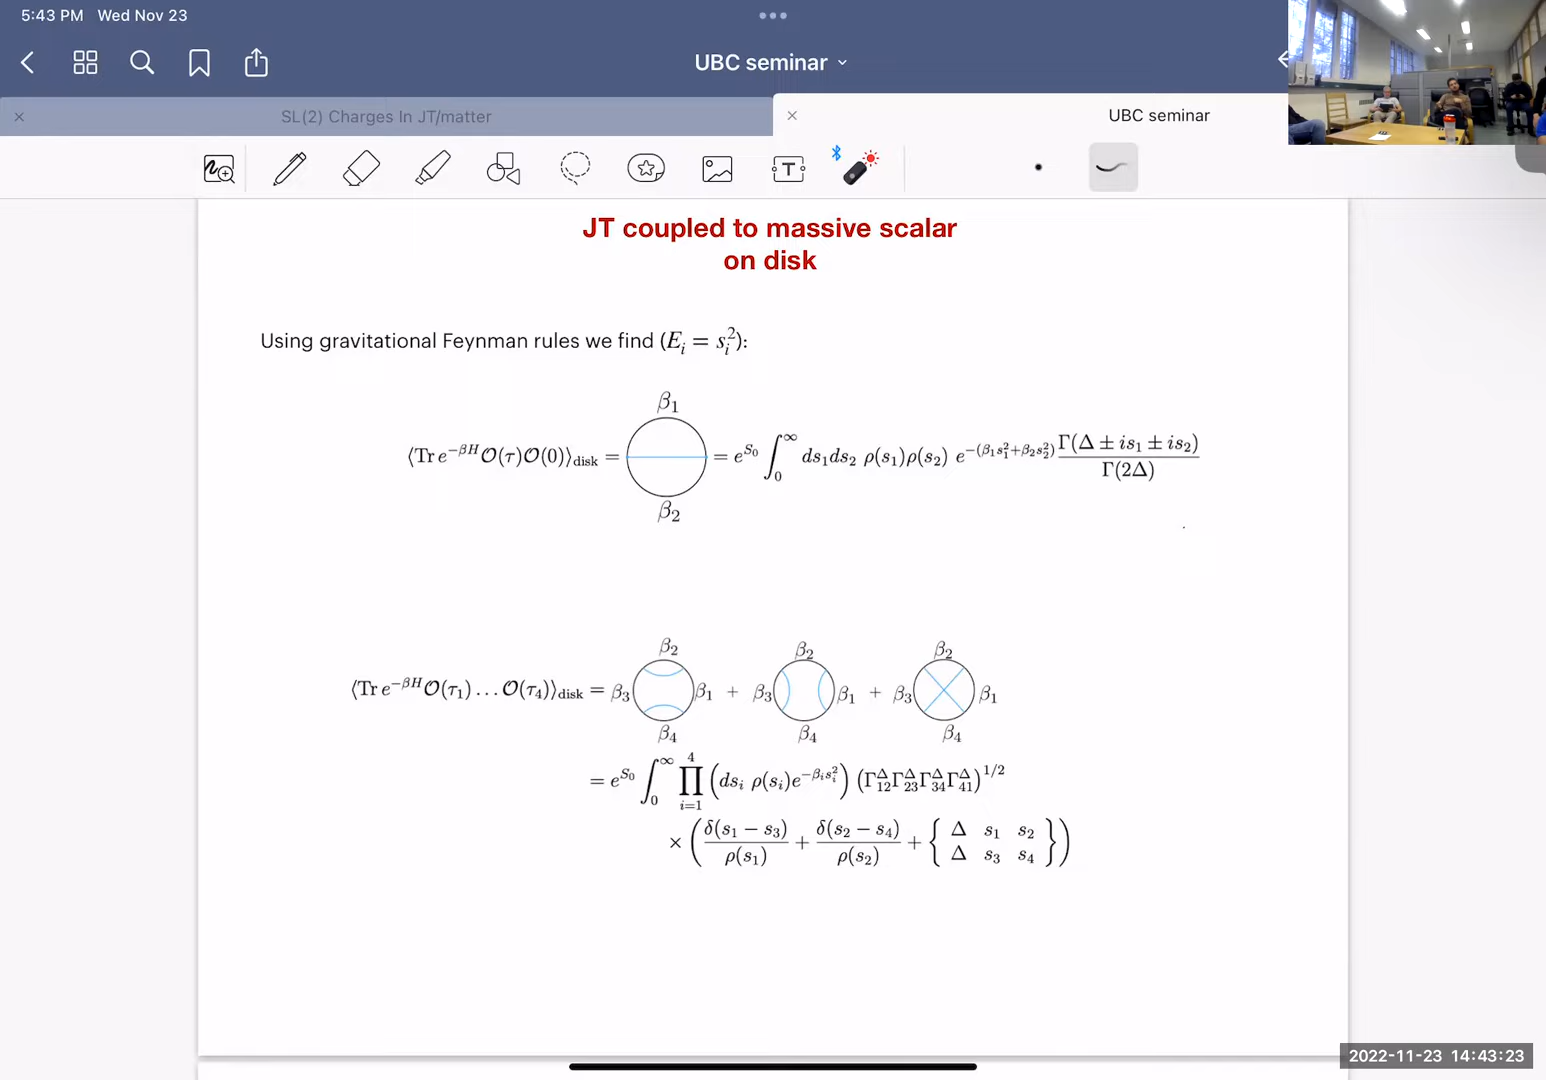 5:43 PM Wed Nov 23
UBC seminar
SL(2) Charges In JT/matter
UBC seminar
T
JT coupled to massive scalar
on disk
Using gravitational Feynman rules we find (E_i = s_i^2):
β_1
⟨Tr e^{-βH} 𝒪(τ)𝒪(0)⟩_disk = = e^{S_0} ∫_0^∞ ds_1 ds_2 ρ(s_1)ρ(s_2) e^{-(β_1 s_1^2+β_2 s_2^2)} Γ(Δ ± is_1 ± is_2) / Γ(2Δ)
β_2
β_2 β_2 β_2
⟨Tr e^{-βH} 𝒪(τ_1) … 𝒪(τ_4)⟩_disk = β_3 β_1 + β_3 β_1 + β_3 β_1
β_4 β_4 β_4
= e^{S_0} ∫_0^∞ ∏_{i=1}^4 (ds_i ρ(s_i)e^{-β_i s_i^2}) (Γ^Δ_{12}Γ^Δ_{23}Γ^Δ_{34}Γ^Δ_{41})^{1/2}
× (δ(s_1 − s_3)/ρ(s_1) + δ(s_2 − s_4)/ρ(s_2) + {Δ s_1 s_2
Δ s_3 s_4})
2022-11-23 14:43:23